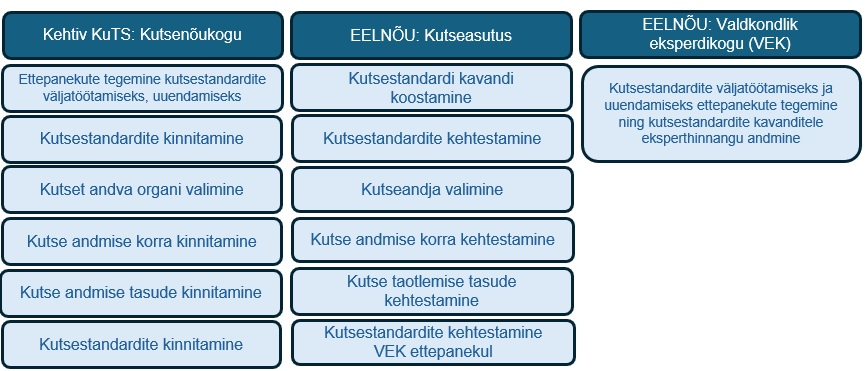 Kehtiv KuTS: Kutsenõukogu
Ettepanekute tegemine kutsestandardite
väljatöötamiseks, uuendamiseks
Kutsestandardite kinnitamine
Kutset andva organi valimine
Kutse andmise korra kinnitamine
Kutse andmise tasude kinnitamine
Kutsestandardite kinnitamine
EELNÕU: Kutseasutus
Kutsestandardi kavandi
koostamine
Kutsestandardite kehtestamine
Kutseandja valimine
Kutse andmise korra kehtestamine
Kutse taotlemise tasude
kehtestamine
Kutsestandardite kehtestamine
VEK ettepanekul
EELNÕU: Valdkondlik
eksperdikogu (VEK)
Kutsestandardite väljatöötamiseks ja
uuendamiseks ettepanekute tegemine
ning kutsestandardite kavanditele
eksperthinnangu andmine